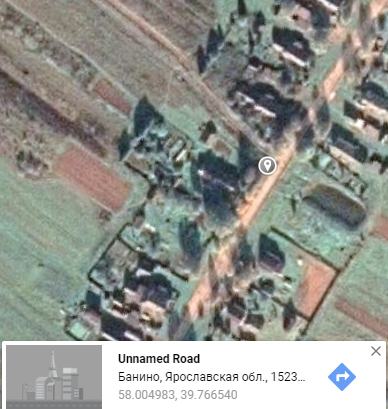 Unnamed Road
Банино, Ярославская обл., 1523...
58.004983, 39.766540